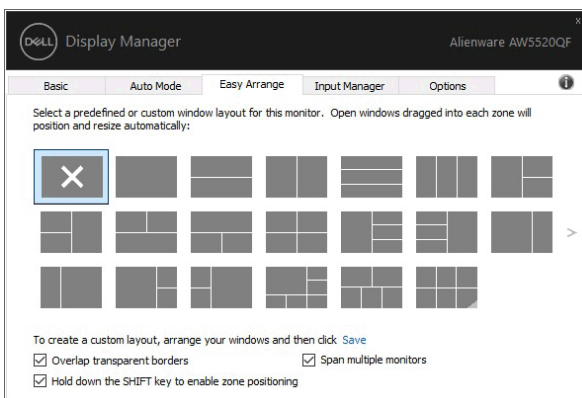 x
DELL Display Manager Alienware AW5520QF
Basic Auto Mode Easy Arrange Input Manager Options i
Select a predefined or custom window layout for this monitor. Open windows dragged into each zone will
position and resize automatically:
>
To create a custom layout, arrange your windows and then click Save
Overlap transparent borders Span multiple monitors
Hold down the SHIFT key to enable zone positioning